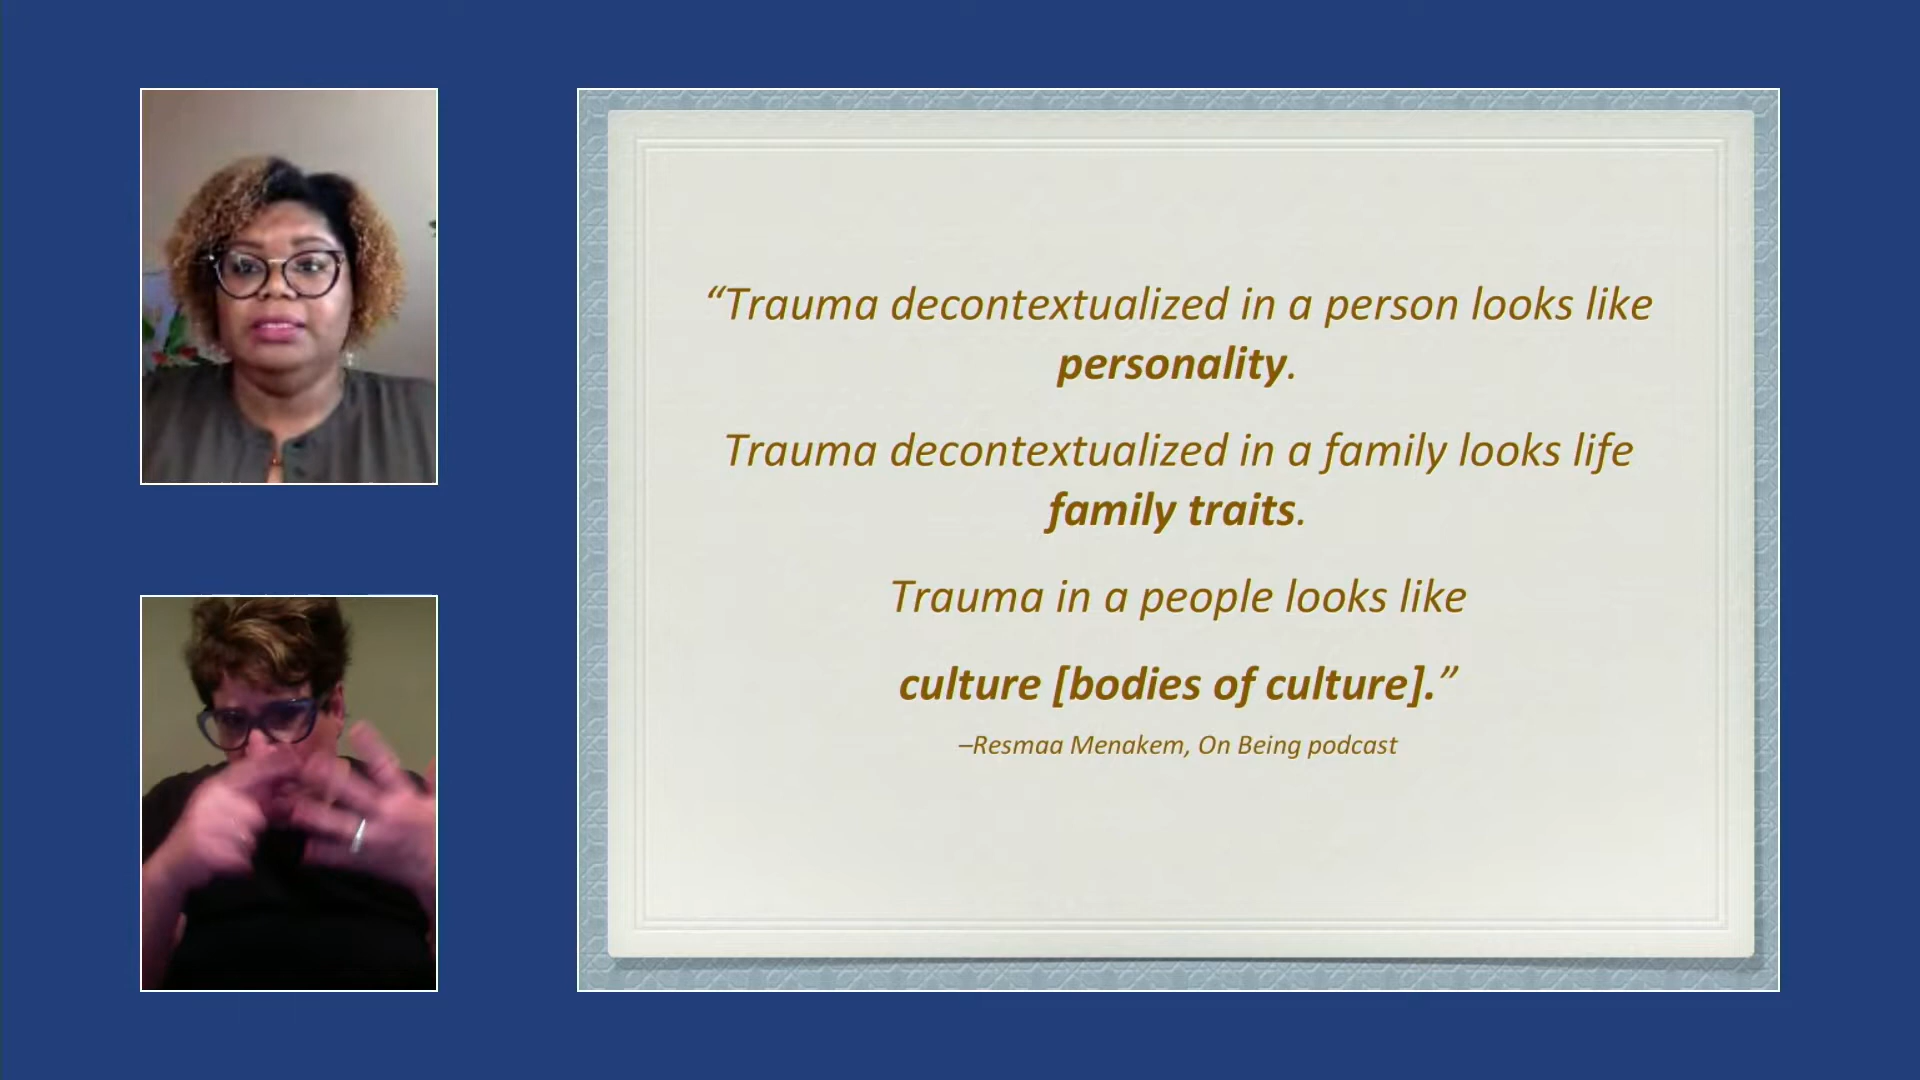 “Trauma decontextualized in a person looks like
personality.
Trauma decontextualized in a family looks life
family traits.
Trauma in a people looks like
culture [bodies of culture].”
–Resmaa Menakem, On Being podcast